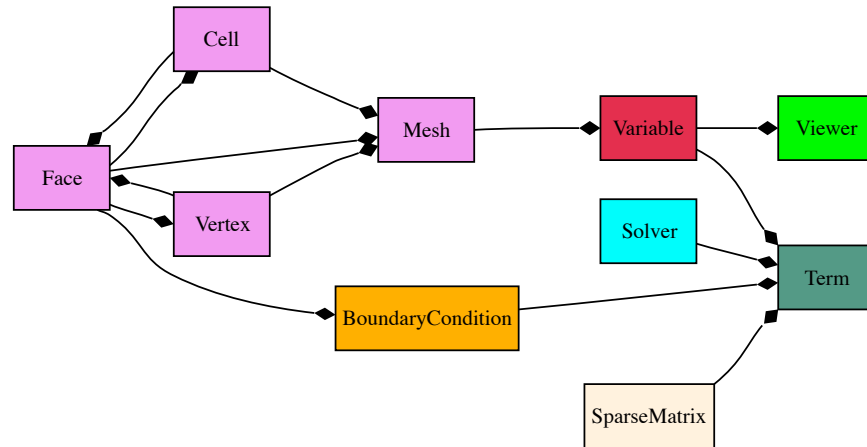 Cell
Mesh
Variable
Viewer
Face
Vertex
Solver
Term
BoundaryCondition
SparseMatrix